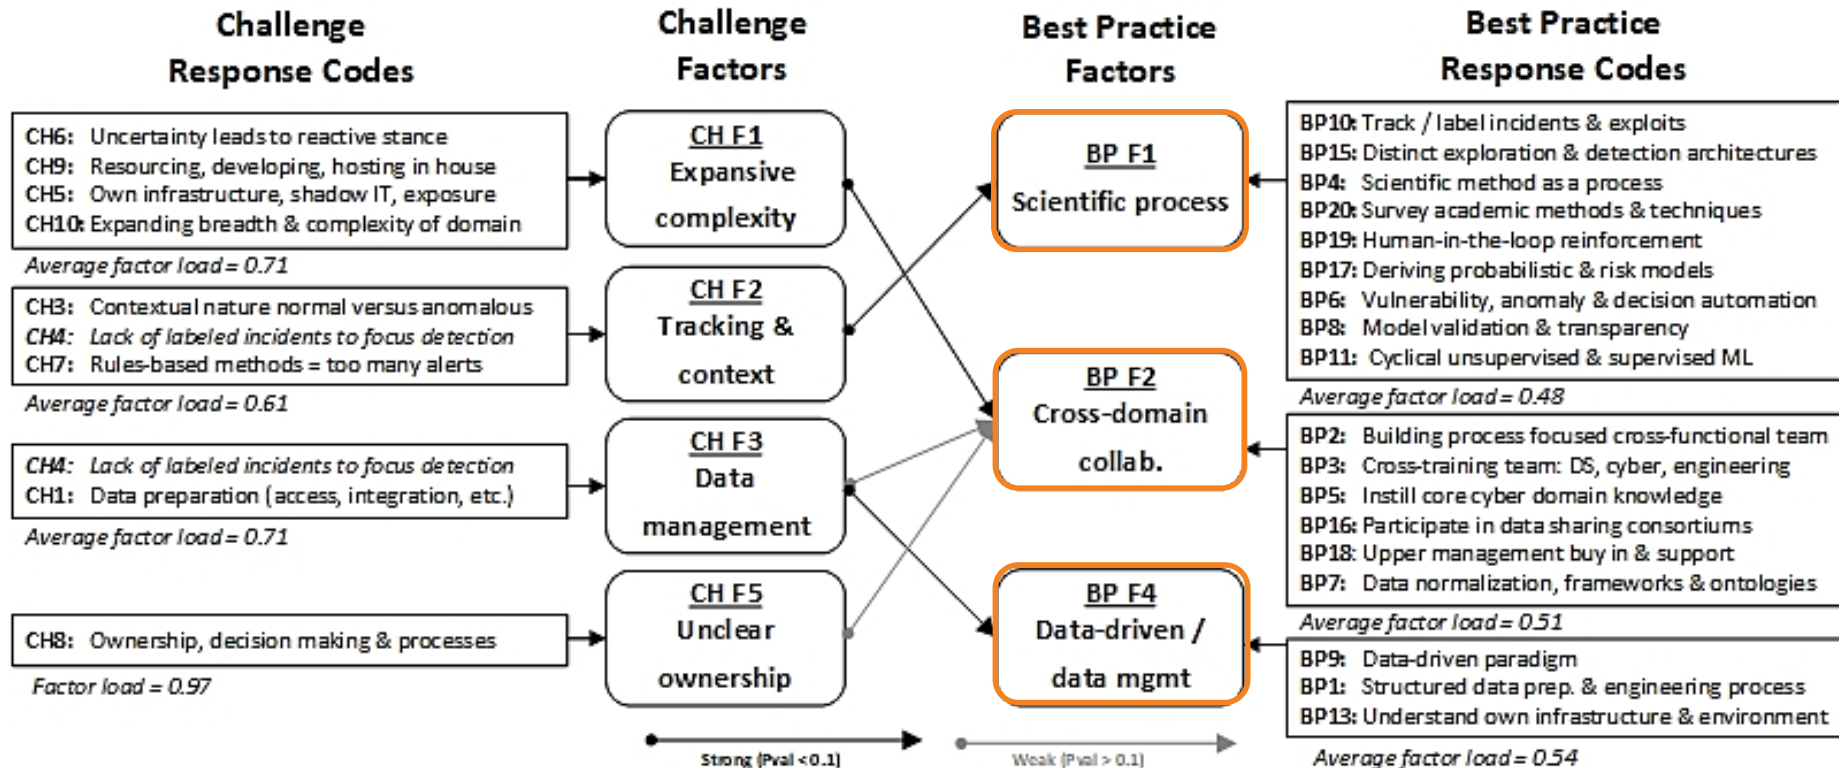 Challenge
Response Codes
Challenge
Factors
Best Practice
Factors
Best Practice
Response Codes
CH6: Uncertainty leads to reactive stance
CH9: Resourcing, developing, hosting in house
CH5: Own infrastructure, shadow IT, exposure
CH10: Expanding breadth & complexity of domain
Average factor load = 0.71
CH3: Contextual nature normal versus anomalous
CH4: Lack of labeled incidents to focus detection
CH7: Rules-based methods = too many alerts
Average factor load = 0.61
CH4: Lack of labeled incidents to focus detection
CH1: Data preparation (access, integration, etc.)
Average factor load = 0.71
CH8: Ownership, decision making & processes
Factor load = 0.97
CH F1
Expansive
complexity
CH F2
Tracking &
context
CH F3
Data
management
CH F5
Unclear
ownership
BP F1
Scientific process
BP F2
Cross-domain
collab.
BP F4
Data-driven /
data mgmt
BP10: Track / label incidents & exploits
BP15: Distinct exploration & detection architectures
BP4: Scientific method as a process
BP20: Survey academic methods & techniques
BP19: Human-in-the-loop reinforcement
BP17: Deriving probabilistic & risk models
BP6: Vulnerability, anomaly & decision automation
BP8: Model validation & transparency
BP11: Cyclical unsupervised & supervised ML
Average factor load = 0.48
BP2: Building process focused cross-functional team
BP3: Cross-training team: DS, cyber, engineering
BP5: Instill core cyber domain knowledge
BP16: Participate in data sharing consortiums
BP18: Upper management buy in & support
BP7: Data normalization, frameworks & ontologies
Average factor load = 0.51
BP9: Data-driven paradigm
BP1: Structured data prep. & engineering process
BP13: Understand own infrastructure & environment
Average factor load = 0.54
Strong (Pval < 0.1)
Weak (Pval > 0.1)